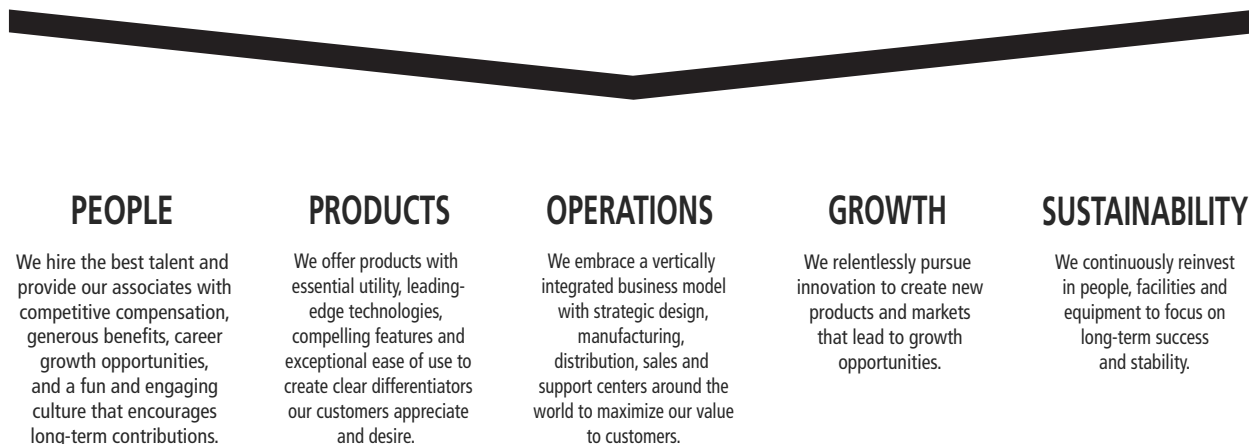 PEOPLE
We hire the best talent and
provide our associates with
competitive compensation,
generous benefits, career
growth opportunities,
and a fun and engaging
culture that encourages
long-term contributions.
PRODUCTS
We offer products with
essential utility, leading-
edge technologies,
compelling features and
exceptional ease of use to
create clear differentiators
our customers appreciate
and desire.
OPERATIONS
We embrace a vertically
integrated business model
with strategic design,
manufacturing,
distribution, sales and
support centers around the
world to maximize our value
to customers.
GROWTH
We relentlessly pursue
innovation to create new
products and markets
that lead to growth
opportunities.
SUSTAINABILITY
We continuously reinvest
in people, facilities and
equipment to focus on
long-term success
and stability.